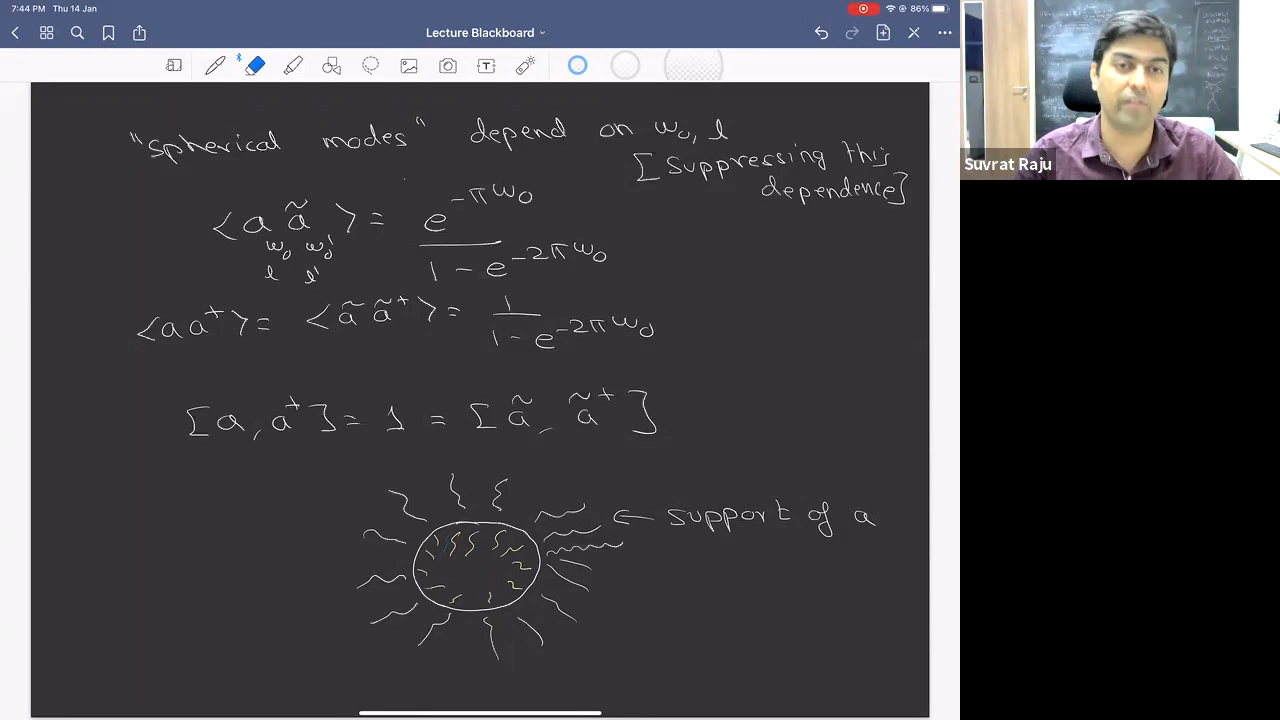 7:44 PM Thu 14 Jan
86%
Lecture Blackboard
"spherical modes" depend on ω₀, l
[suppressing this
dependence]
<a ã> = e^{-πω₀} / (1 - e^{-2πω₀})
ω₀ ω₀'
l l'
<a a†> = <ã ㆠ> = 1 / (1 - e^{-2πω₀})
[a, a†] = 1 = [ã, ã†]
← support of a
Suvrat Raju